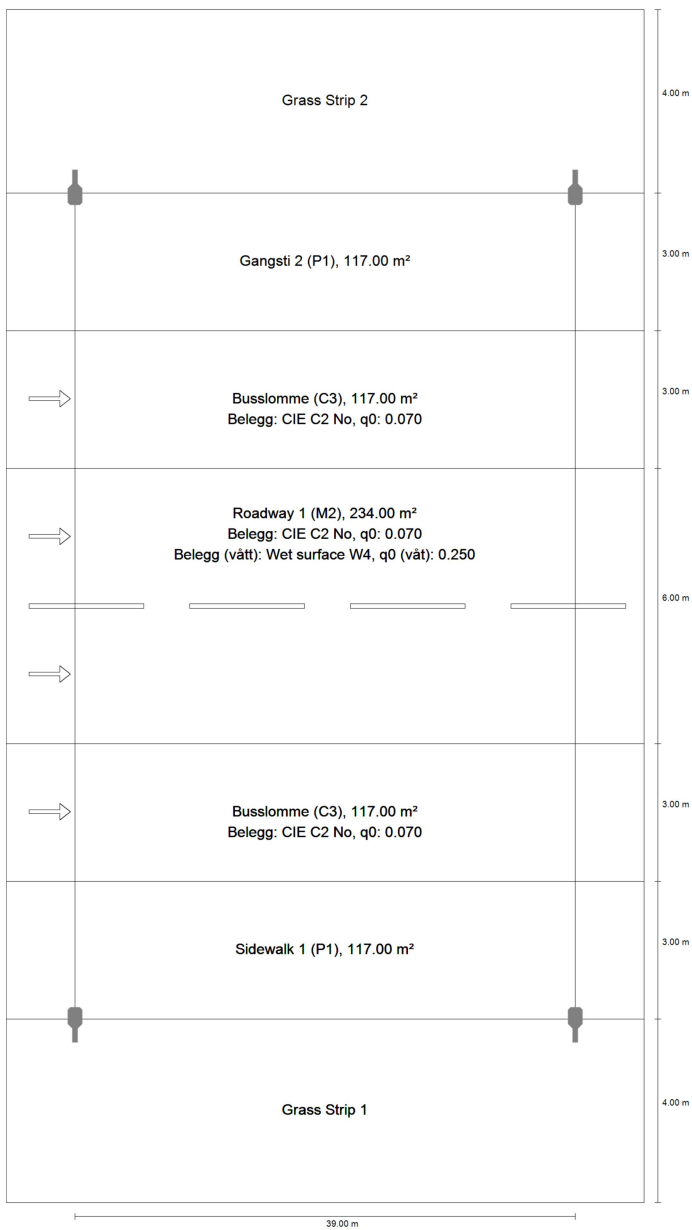 Grass Strip 2
4.00 m
Gangsti 2 (P1), 117.00 m²
3.00 m
Busslomme (C3), 117.00 m²
Belegg: CIE C2 No, q0: 0.070
3.00 m
Roadway 1 (M2), 234.00 m²
Belegg: CIE C2 No, q0: 0.070
Belegg (vått): Wet surface W4, q0 (våt): 0.250
6.00 m
Busslomme (C3), 117.00 m²
Belegg: CIE C2 No, q0: 0.070
3.00 m
Sidewalk 1 (P1), 117.00 m²
3.00 m
Grass Strip 1
4.00 m
39.00 m